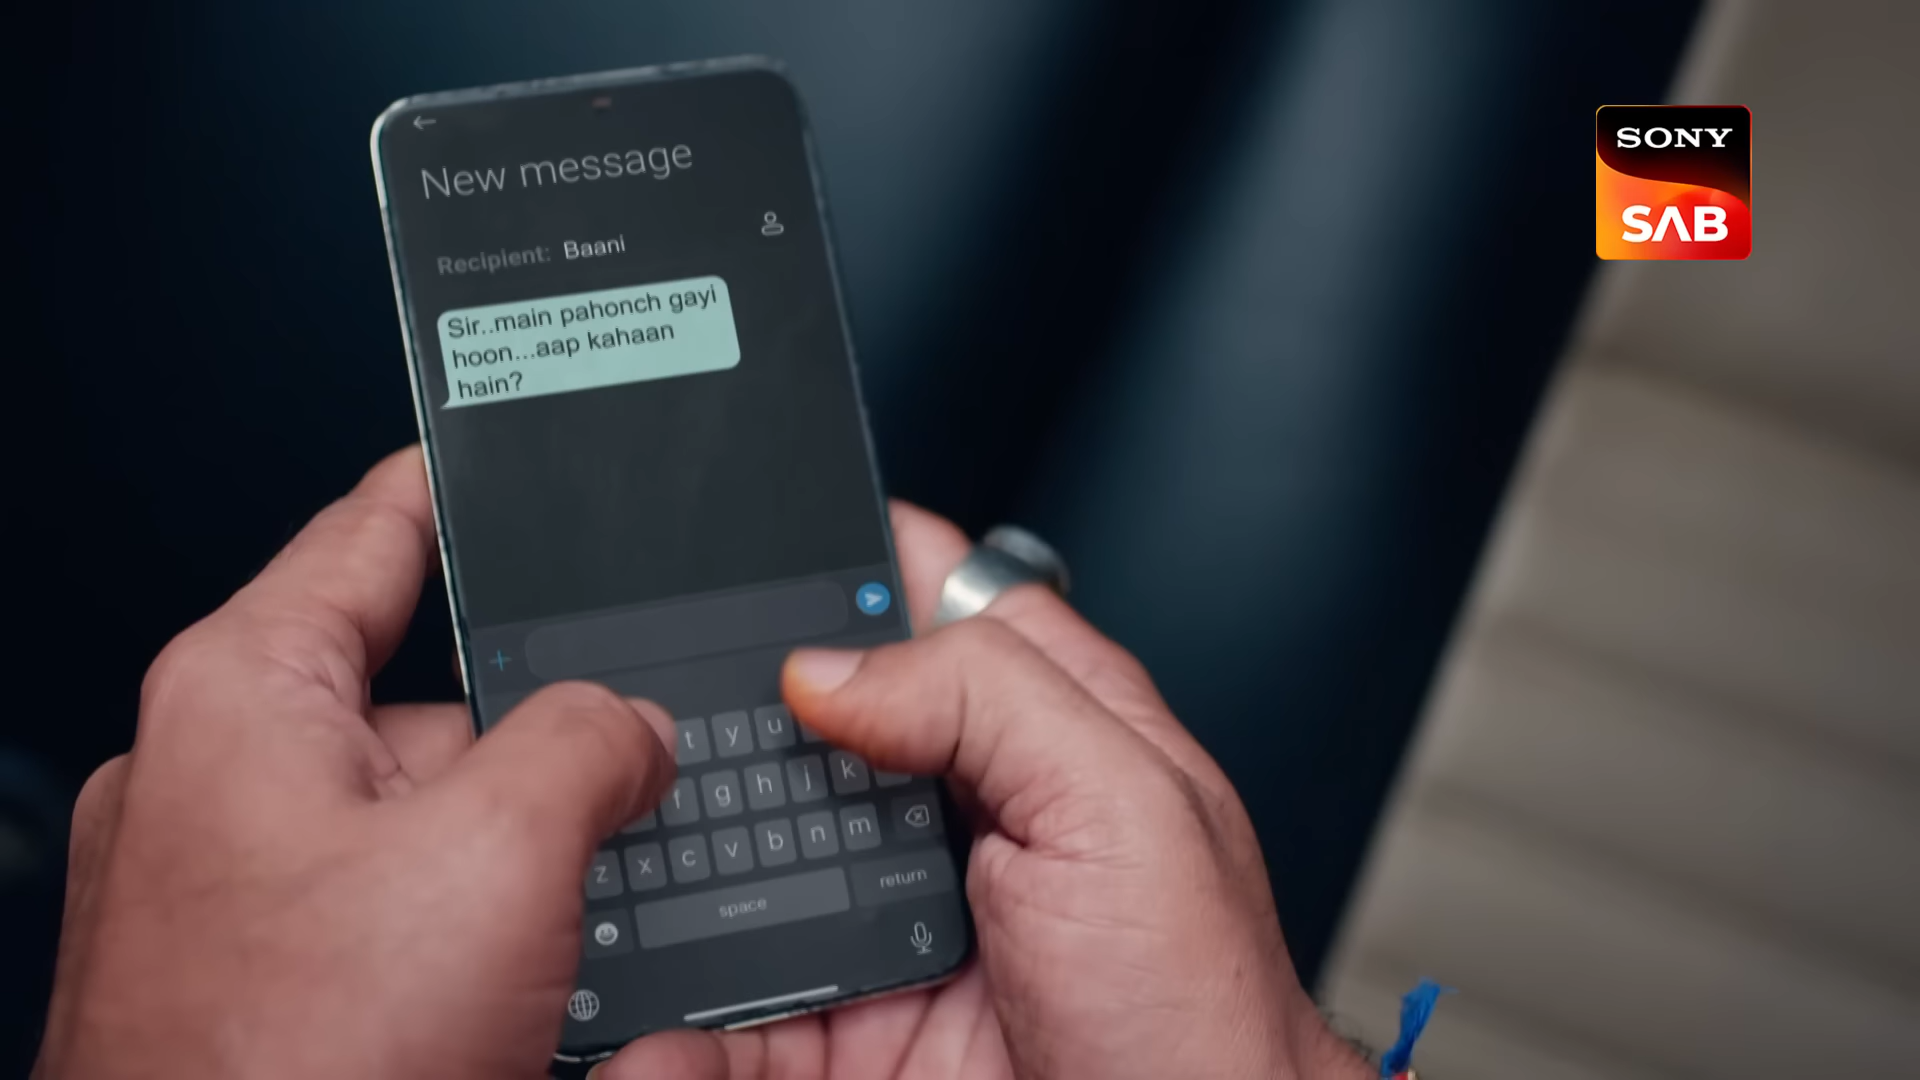 SONY
SAB
New message
Recipient: Baani
Sir..main pahonch gayi
hoon...aap kahaan
hain?
t y u
f g h j k
z x c v b n m
space return